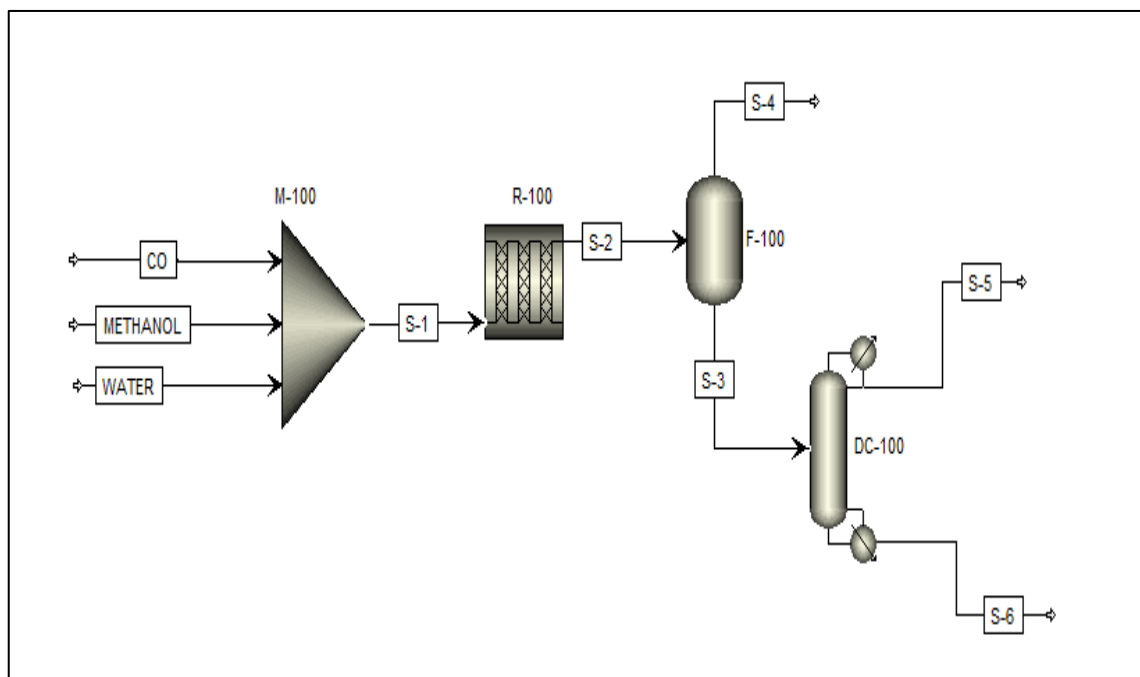 S-4
M-100
R-100
S-2
F-100
CO
S-5
METHANOL
S-1
WATER
S-3
DC-100
S-6